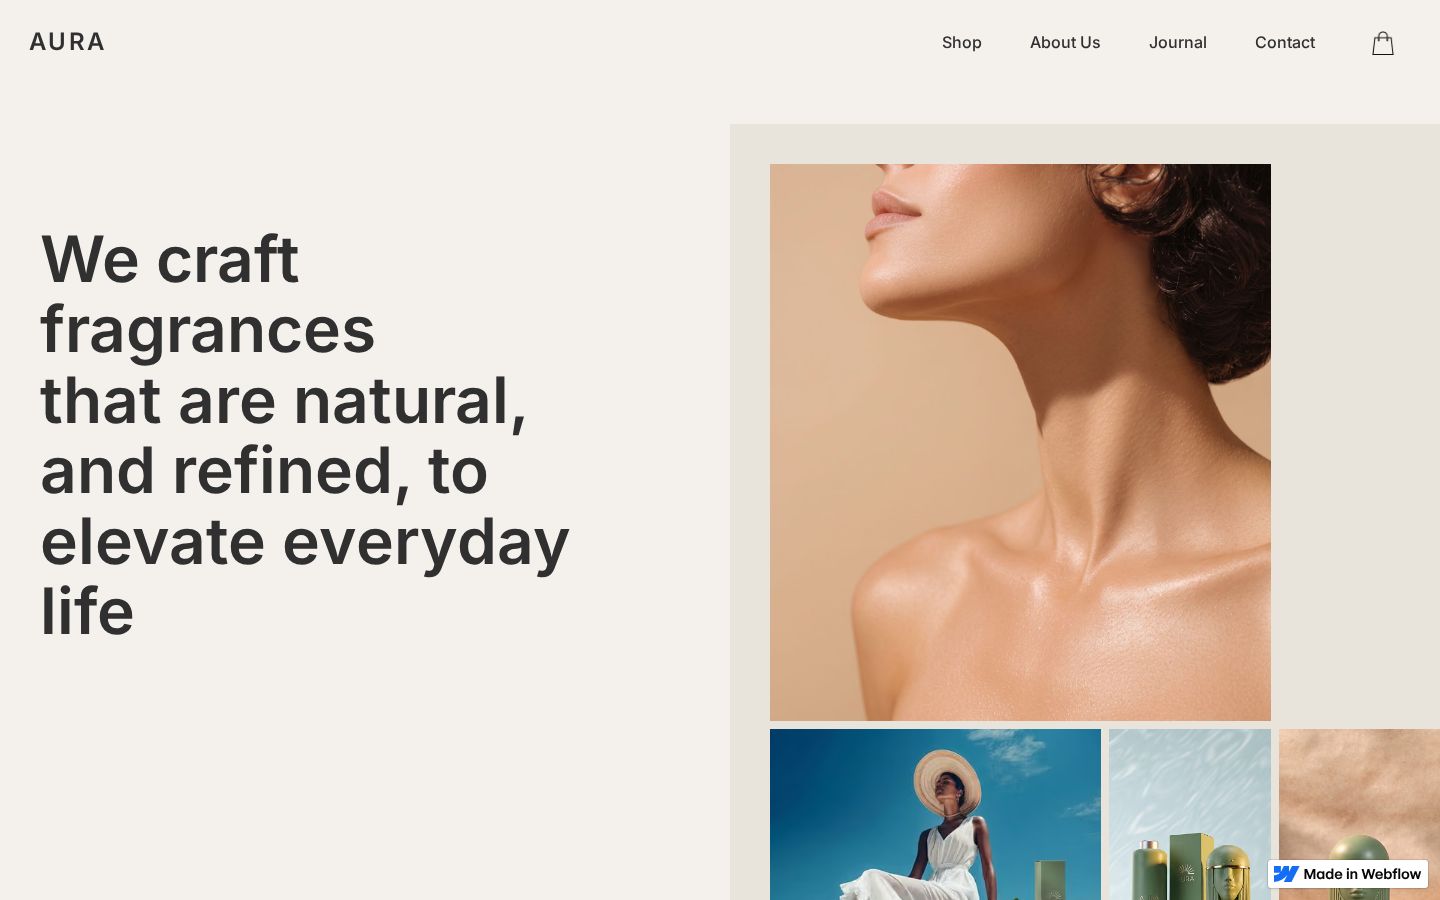 AURA
Shop
About Us
Journal
Contact
We craft
fragrances
that are natural,
and refined, to
elevate everyday
life
AURA
Made in Webflow